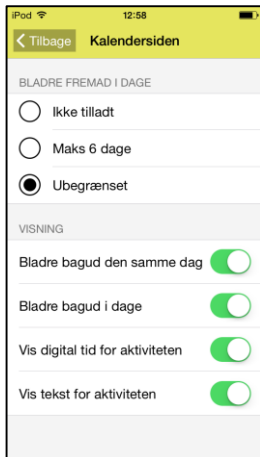 iPod 12:58
Tilbage Kalendersiden
BLADRE FREMAD I DAGE
Ikke tilladt
Maks 6 dage
Ubegrænset
VISNING
Bladre bagud den samme dag
Bladre bagud i dage
Vis digital tid for aktiviteten
Vis tekst for aktiviteten